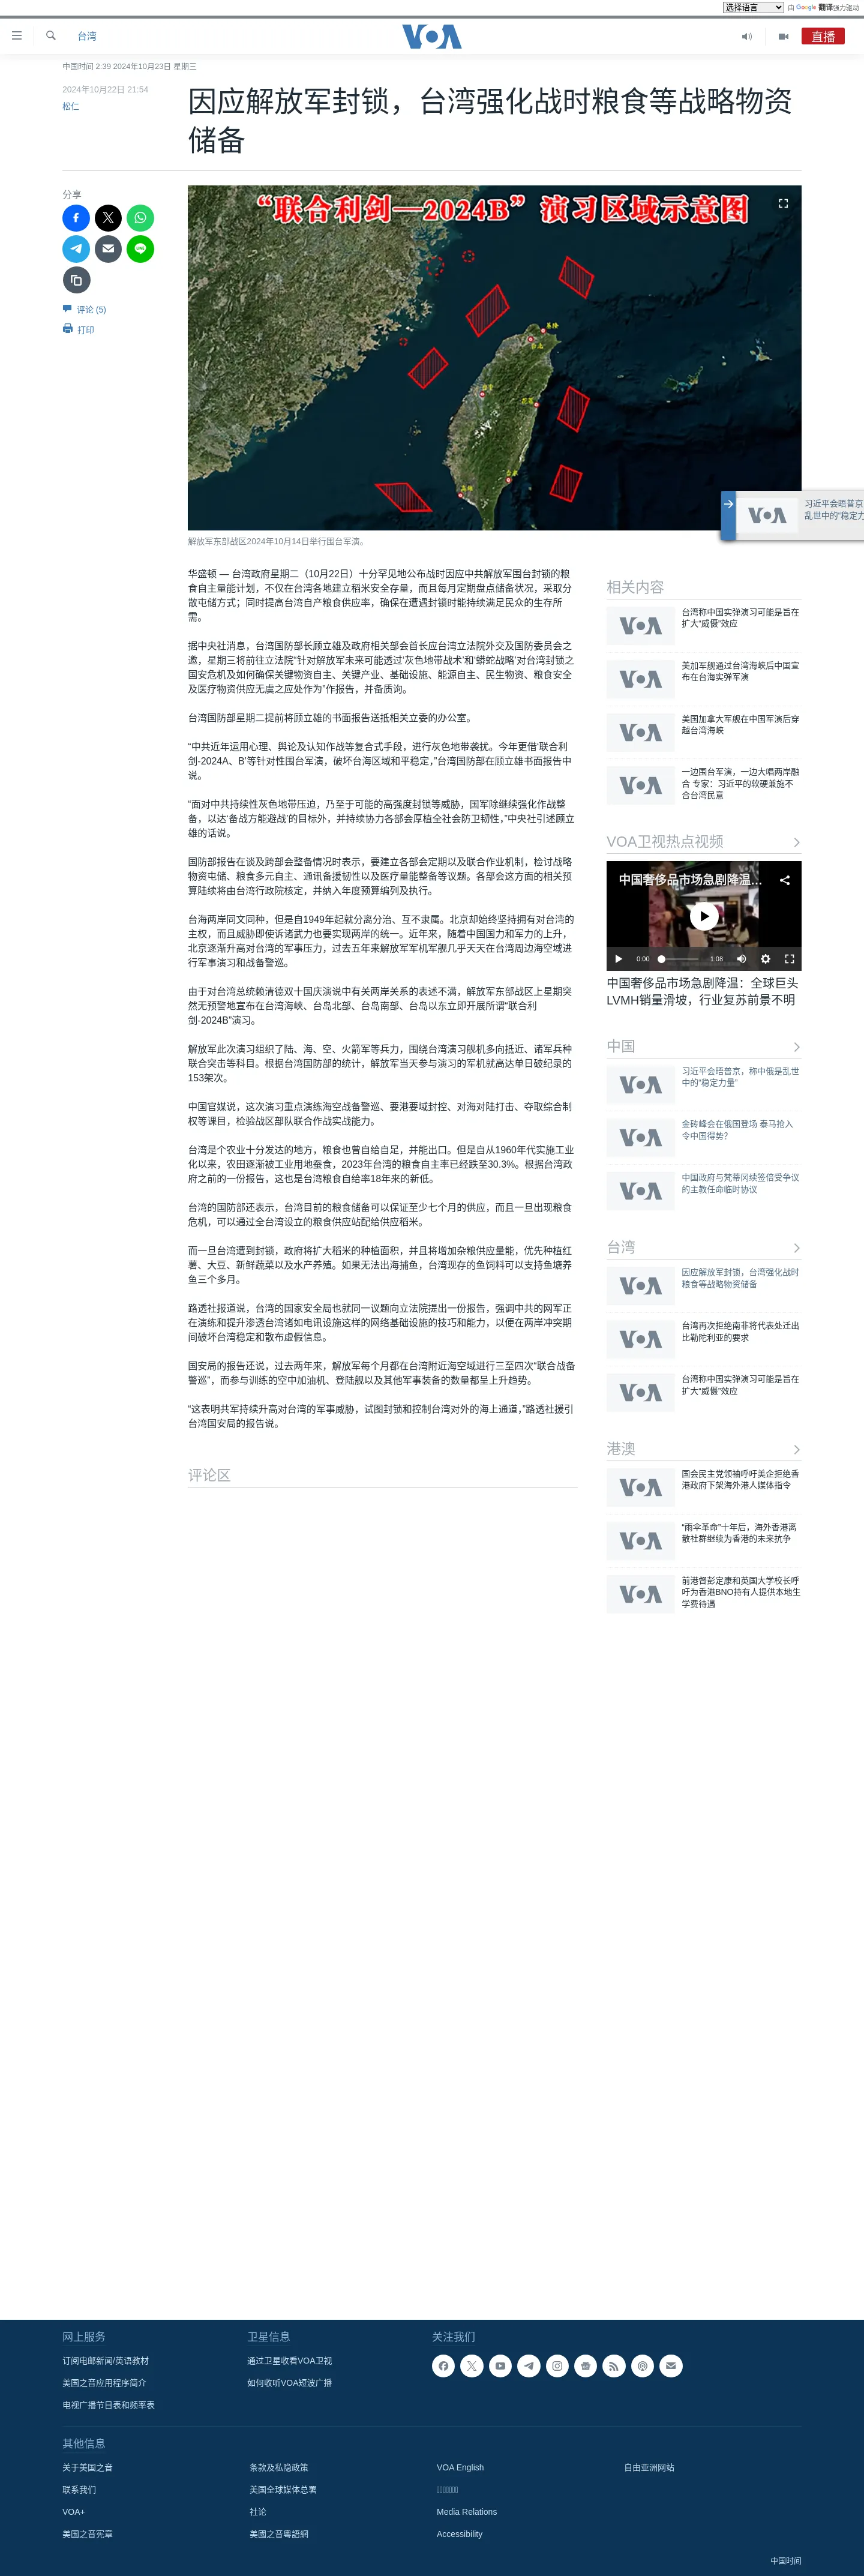 选择语言 由 Google 翻译强力驱动
台湾 VOA 直播
中国时间 2:39 2024年10月23日 星期三
2024年10月22日 21:54
松仁
因应解放军封锁，台湾强化战时粮食等战略物资
储备
分享
评论 (5)
打印
“联合利剑—2024B”演习区域示意图
基隆
花莲
台东
高雄
解放军东部战区2024年10月14日举行围台军演。
VOA
习近平会晤普京
乱世中的“稳定力
华盛顿 — 台湾政府星期二（10月22日）十分罕见地公布战时因应中共解放军围台封锁的粮
食自主量能计划，不仅在台湾各地建立稻米安全存量，而且每月定期盘点储备状况，采取分
散屯储方式；同时提高台湾自产粮食供应率，确保在遭遇封锁时能持续满足民众的生存所
需。
据中央社消息，台湾国防部长顾立雄及政府相关部会首长应台湾立法院外交及国防委员会之
邀，星期三将前往立法院“针对解放军未来可能透过‘灰色地带战术’和‘蟒蛇战略’对台湾封锁之
国安危机及如何确保关键物资自主、关键产业、基础设施、能源自主、民生物资、粮食安全
及医疗物资供应无虞之应处作为”作报告，并备质询。
台湾国防部星期二提前将顾立雄的书面报告送抵相关立委的办公室。
“中共近年运用心理、舆论及认知作战等复合式手段，进行灰色地带袭扰。今年更借‘联合利
剑-2024A、B’等针对性围台军演，破坏台海区域和平稳定，”台湾国防部在顾立雄书面报告中
说。
“面对中共持续性灰色地带压迫，乃至于可能的高强度封锁等威胁，国军除继续强化作战整
备，以达‘备战方能避战’的目标外，并持续协力各部会厚植全社会防卫韧性，”中央社引述顾立
雄的话说。
国防部报告在谈及跨部会整备情况时表示，要建立各部会定期以及联合作业机制，检讨战略
物资屯储、粮食多元自主、通讯备援韧性以及医疗量能整备等议题。各部会这方面的相关预
算陆续将由台湾行政院核定，并纳入年度预算编列及执行。
台海两岸同文同种，但是自1949年起就分离分治、互不隶属。北京却始终坚持拥有对台湾的
主权，而且威胁即使诉诸武力也要实现两岸的统一。近年来，随着中国国力和军力的上升，
北京逐渐升高对台湾的军事压力，过去五年来解放军军机军舰几乎天天在台湾周边海空域进
行军事演习和战备警巡。
由于对台湾总统赖清德双十国庆演说中有关两岸关系的表述不满，解放军东部战区上星期突
然无预警地宣布在台湾海峡、台岛北部、台岛南部、台岛以东立即开展所谓“联合利
剑-2024B”演习。
解放军此次演习组织了陆、海、空、火箭军等兵力，围绕台湾演习舰机多向抵近、诸军兵种
联合突击等科目。根据台湾国防部的统计，解放军当天参与演习的军机就高达单日破纪录的
153架次。
中国官媒说，这次演习重点演练海空战备警巡、要港要域封控、对海对陆打击、夺取综合制
权等课目，检验战区部队联合作战实战能力。
台湾是个农业十分发达的地方，粮食也曾自给自足，并能出口。但是自从1960年代实施工业
化以来，农田逐渐被工业用地蚕食，2023年台湾的粮食自主率已经跌至30.3%。根据台湾政
府之前的一份报告，这也是台湾粮食自给率18年来的新低。
台湾的国防部还表示，台湾目前的粮食储备可以保证至少七个月的供应，而且一旦出现粮食
危机，可以通过全台湾设立的粮食供应站配给供应稻米。
而一旦台湾遭到封锁，政府将扩大稻米的种植面积，并且将增加杂粮供应量能，优先种植红
薯、大豆、新鲜蔬菜以及水产养殖。如果无法出海捕鱼，台湾现存的鱼饲料可以支持鱼塘养
鱼三个多月。
路透社报道说，台湾的国家安全局也就同一议题向立法院提出一份报告，强调中共的网军正
在演练和提升渗透台湾诸如电讯设施这样的网络基础设施的技巧和能力，以便在两岸冲突期
间破坏台湾稳定和散布虚假信息。
国安局的报告还说，过去两年来，解放军每个月都在台湾附近海空域进行三至四次“联合战备
警巡”，而参与训练的空中加油机、登陆舰以及其他军事装备的数量都呈上升趋势。
“这表明共军持续升高对台湾的军事威胁，试图封锁和控制台湾对外的海上通道，”路透社援引
台湾国安局的报告说。
评论区
相关内容
VOA
台湾称中国实弹演习可能是旨在
扩大“威慑”效应
VOA
美加军舰通过台湾海峡后中国宣
布在台海实弹军演
VOA
美国加拿大军舰在中国军演后穿
越台湾海峡
VOA
一边围台军演，一边大唱两岸融
合 专家：习近平的软硬兼施不
合台湾民意
VOA卫视热点视频
中国奢侈品市场急剧降温...
0:00 1:08
中国奢侈品市场急剧降温：全球巨头
LVMH销量滑坡，行业复苏前景不明
中国
VOA
习近平会晤普京，称中俄是乱世
中的“稳定力量”
VOA
金砖峰会在俄国登场 泰马抢入
令中国得势？
VOA
中国政府与梵蒂冈续签倍受争议
的主教任命临时协议
台湾
VOA
因应解放军封锁，台湾强化战时
粮食等战略物资储备
VOA
台湾再次拒绝南非将代表处迁出
比勒陀利亚的要求
VOA
台湾称中国实弹演习可能是旨在
扩大“威慑”效应
港澳
VOA
国会民主党领袖呼吁美企拒绝香
港政府下架海外港人媒体指令
VOA
“雨伞革命”十年后，海外香港离
散社群继续为香港的未来抗争
VOA
前港督彭定康和英国大学校长呼
吁为香港BNO持有人提供本地生
学费待遇
网上服务
订阅电邮新闻/英语教材
美国之音应用程序简介
电视广播节目表和频率表
卫星信息
通过卫星收看VOA卫视
如何收听VOA短波广播
关注我们
其他信息
关于美国之音
联系我们
VOA+
美国之音宪章
条款及私隐政策
美国全球媒体总署
社论
美國之音粵語網
VOA English
Media Relations
Accessibility
自由亚洲网站
中国时间